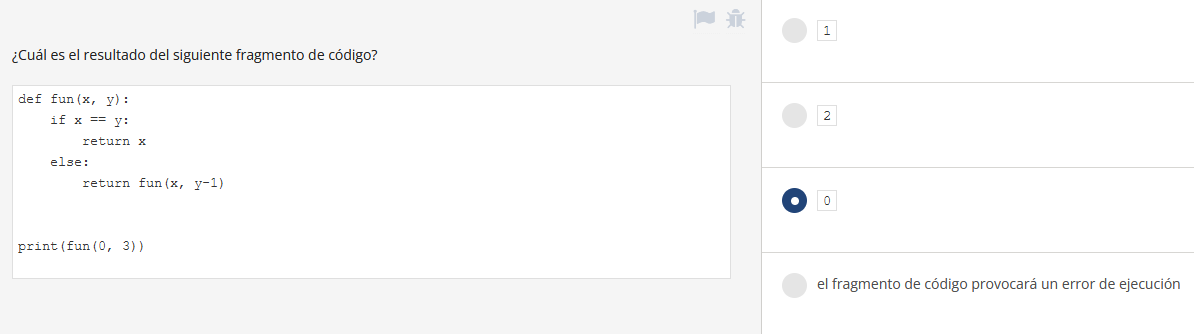 ¿Cuál es el resultado del siguiente fragmento de código?
def fun(x, y):
    if x == y:
        return x
    else:
        return fun(x, y-1)
print(fun(0, 3))
1
2
0
el fragmento de código provocará un error de ejecución